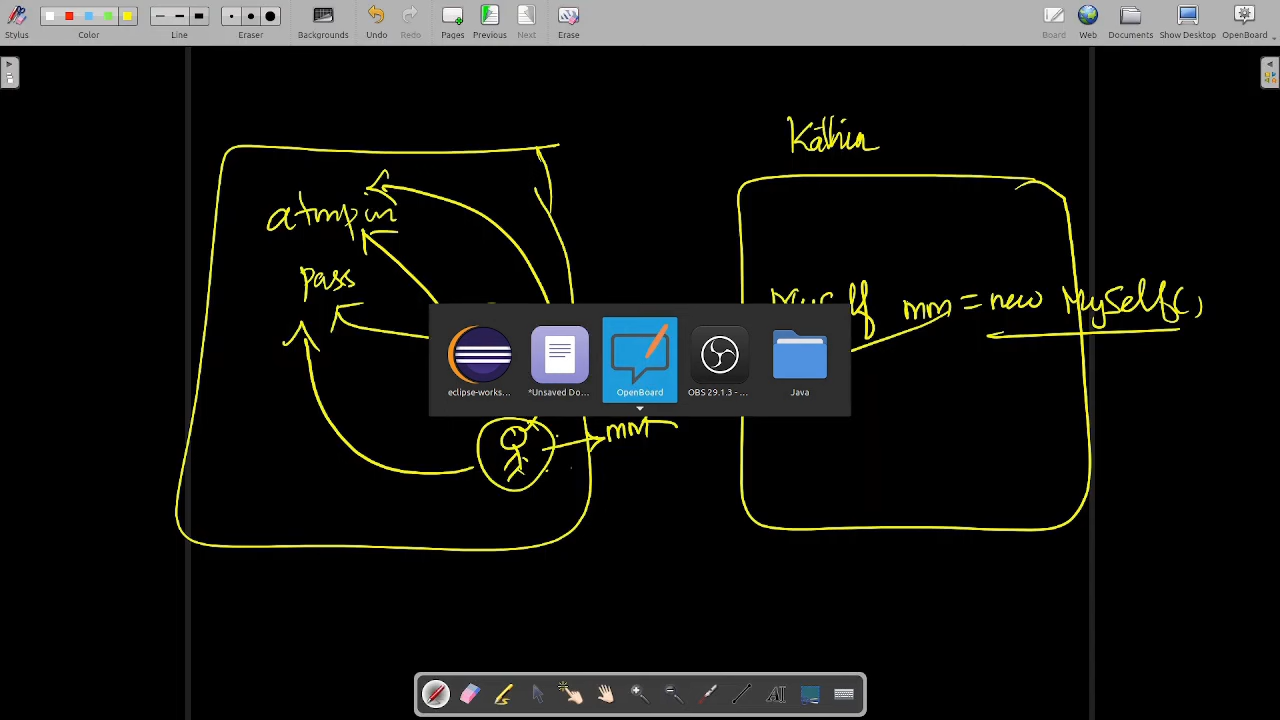 Stylus
Color
Line
Eraser
Backgrounds
Undo
Redo
Pages
Previous
Next
Erase
Board
Web
Documents
Show Desktop
OpenBoard
atmpin
pass
mm
mm = new MySelf()
eclipse-works...
*Unsaved Do...
OpenBoard
OBS 29.1.3 - ...
Java
AI